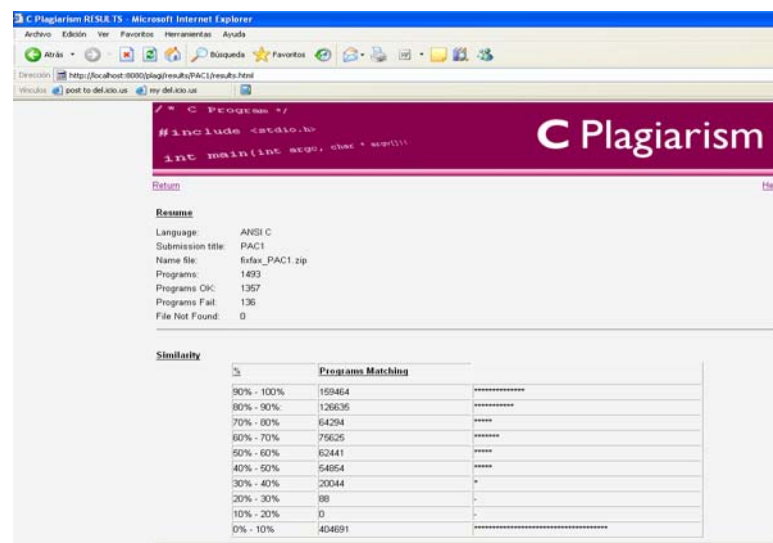 C Plagiarism RESULTS - Microsoft Internet Explorer
Archivo Edición Ver Favoritos Herramientas Ayuda
Atrás Búsqueda Favoritos
Dirección http://localhost:8080/plagi/results/PAC1/results.html
Vínculos post to del.icio.us my del.icio.us
/* C Program */
#include <stdio.h>
int main(int argc, char * argv[]){
C Plagiarism
Return He
Resume
Language: ANSI C
Submission title: PAC1
Name file: fixfax_PAC1.zip
Programs: 1493
Programs OK: 1357
Programs Fail: 136
File Not Found: 0
Similarity
% Programs Matching
90% - 100% 159464 **************
80% - 90%: 126635 ***********
70% - 80% 64294 *****
60% - 70% 75625 *******
50% - 60% 62441 *****
40% - 50% 54854 *****
30% - 40% 20044 *
20% - 30% 88 -
10% - 20% 0 -
0% - 10% 404691 *************************************